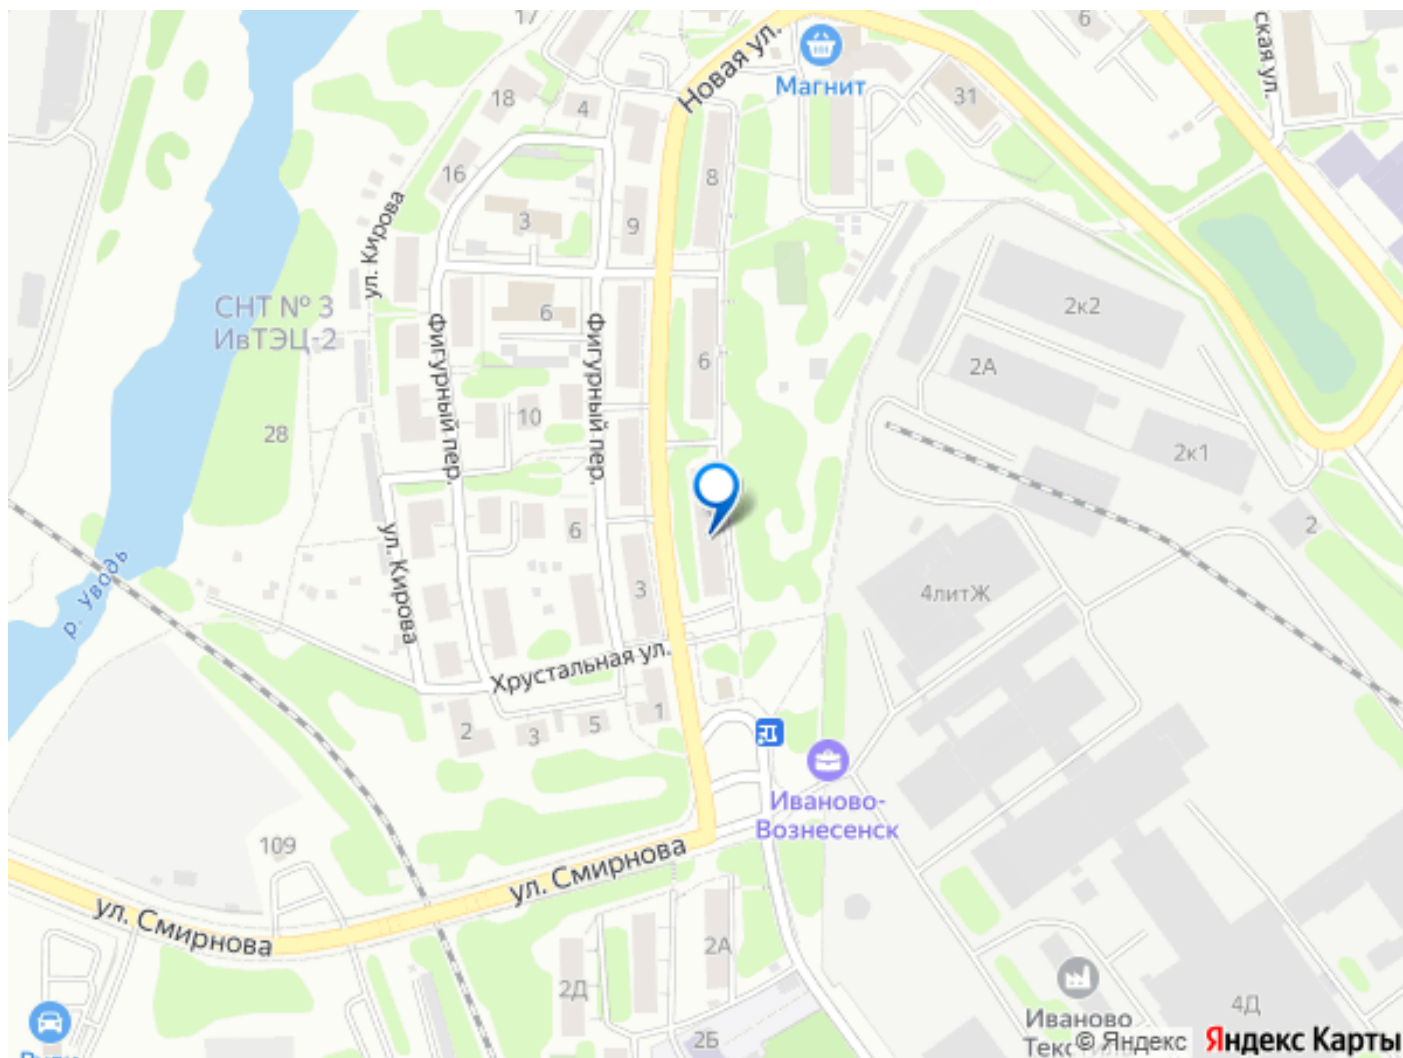 17
6
ская ул.
Новая ул.
Магнит
18
4
31
16
8
ул. Кирова
3
9
СНТ № 3
ИвТЭЦ-2
6
2к2
Фигурный пер.
Фигурный пер.
6
2А
10
28
2к1
2
ул. Кирова
6
р. Уводь
3
4литЖ
Хрустальная ул.
2
3
5
1
Иваново-
Вознесенск
109
ул. Смирнова
ул. Смирнова
2А
2Д
4Д
Иваново
2Б
© Яндекс Яндекс Карты